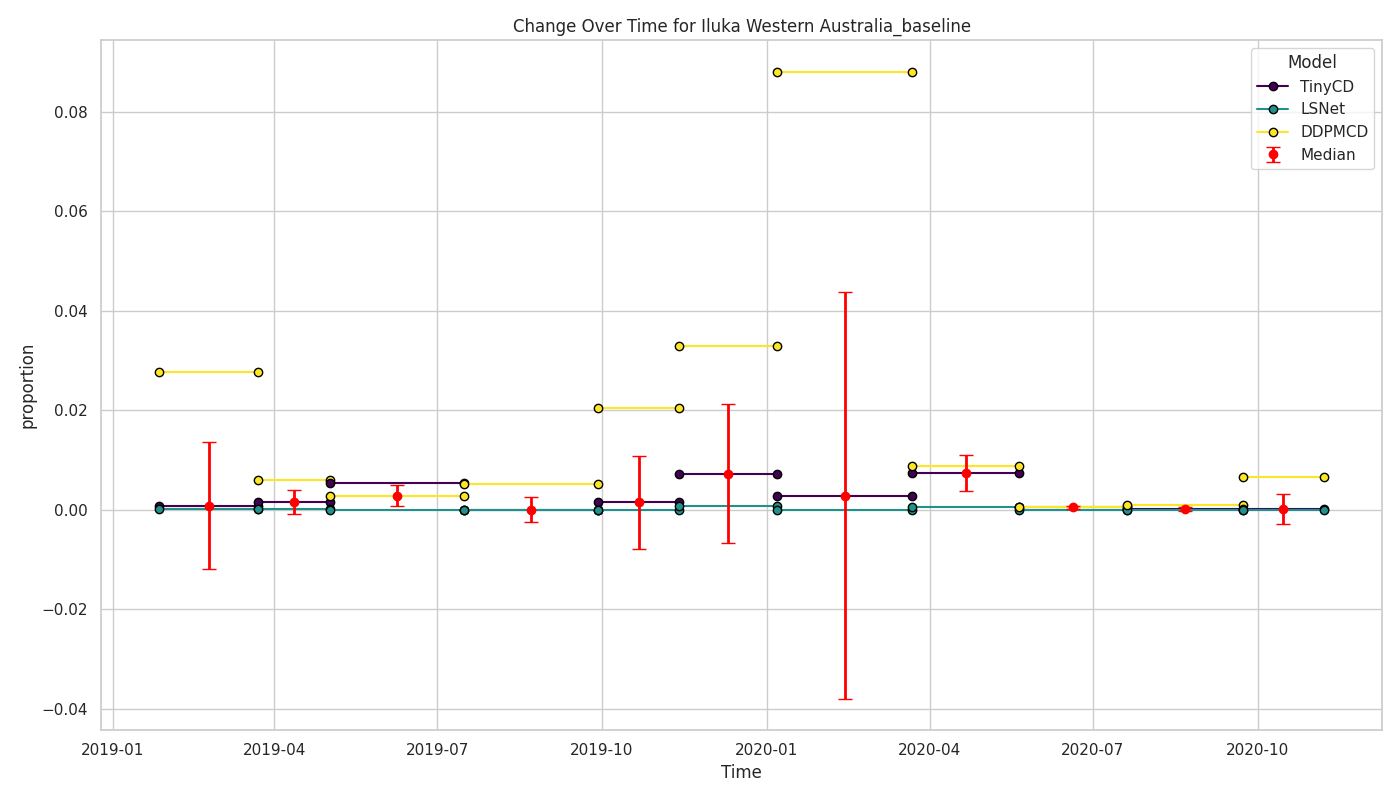 Change Over Time for Iluka Western Australia_baseline
Model
TinyCD
LSNet
DDPMCD
Median
proportion
0.08
0.06
0.04
0.02
0.00
−0.02
−0.04
2019-01
2019-04
2019-07
2019-10
2020-01
2020-04
2020-07
2020-10
Time